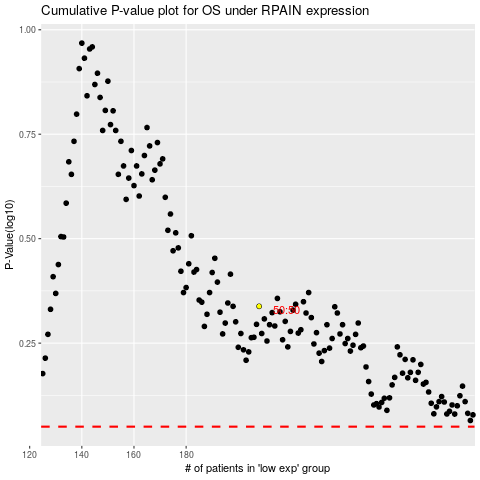 Cumulative P-value plot for OS under RPAIN expression
P-Value(log10)
1.00
0.75
0.50
0.25
50:50
120 140 160 180
# of patients in 'low exp' group